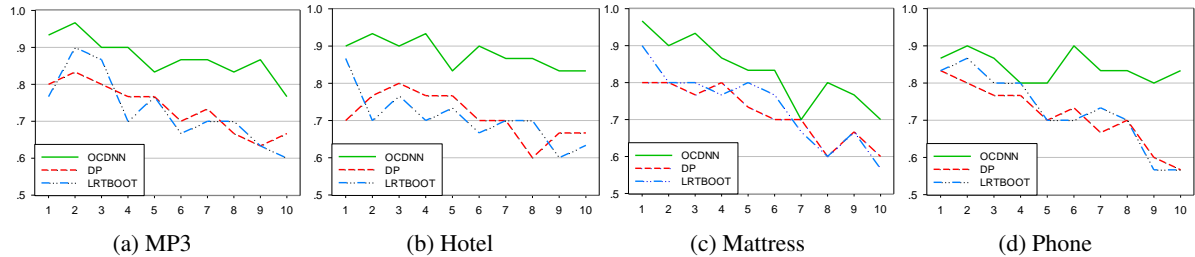 1.0
.9
.8
.7
.6
.5
OCDNN
DP
LRTBOOT
1 2 3 4 5 6 7 8 9 10
(a) MP3
1.0
.9
.8
.7
.6
.5
OCDNN
DP
LRTBOOT
1 2 3 4 5 6 7 8 9 10
(b) Hotel
1.0
.9
.8
.7
.6
.5
OCDNN
DP
LRTBOOT
1 2 3 4 5 6 7 8 9 10
(c) Mattress
1.0
.9
.8
.7
.6
.5
OCDNN
DP
LRTBOOT
1 2 3 4 5 6 7 8 9 10
(d) Phone